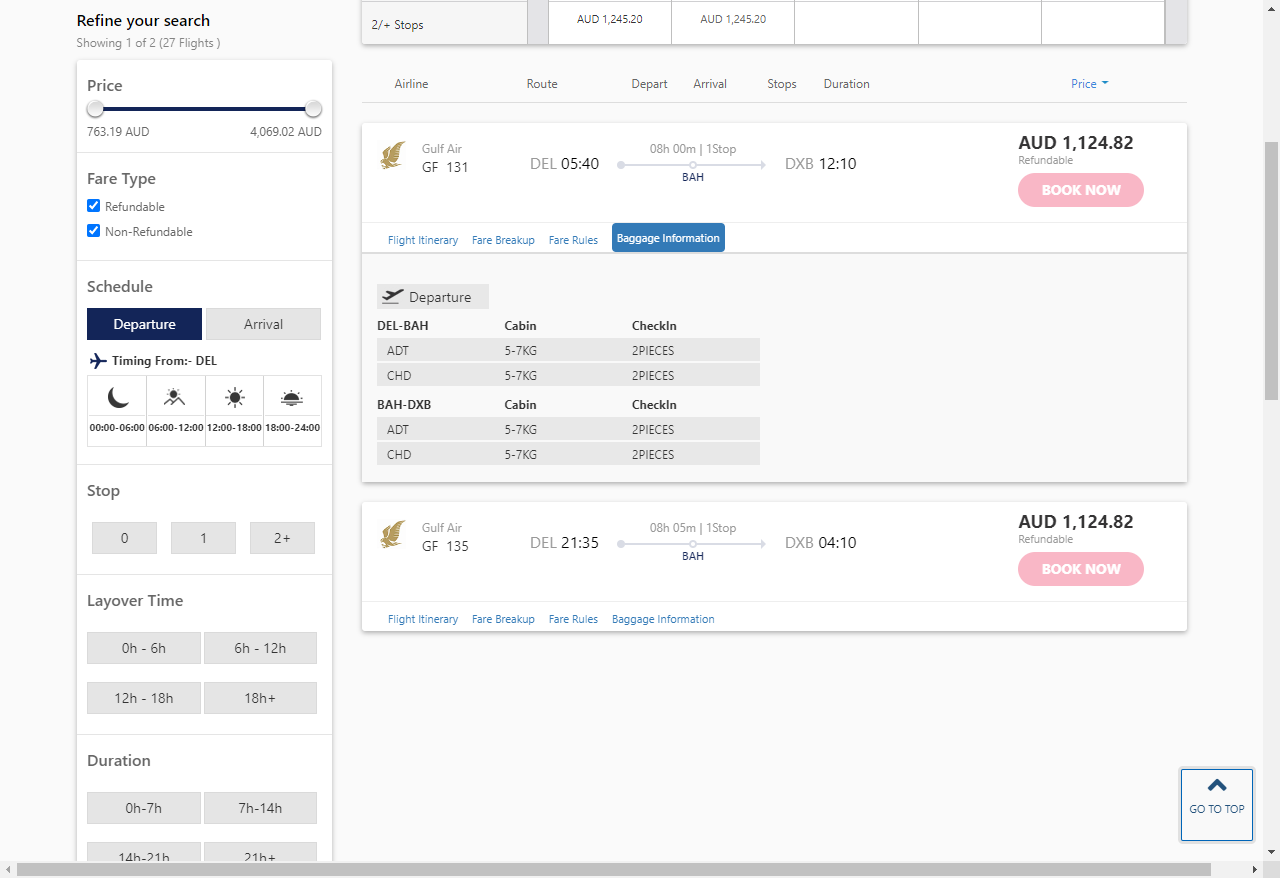 Refine your search
Showing 1 of 2 (27 Flights )
Price
763.19 AUD 4,069.02 AUD
Fare Type
Refundable
Non-Refundable
Schedule
Departure Arrival
Timing From:- DEL
00:00-06:00 06:00-12:00 12:00-18:00 18:00-24:00
Stop
0 1 2+
Layover Time
0h - 6h 6h - 12h
12h - 18h 18h+
Duration
0h-7h 7h-14h
14h-21h 21h+
2/+ Stops AUD 1,245.20 AUD 1,245.20
Airline Route Depart Arrival Stops Duration Price
Gulf Air
GF 131
DEL 05:40
08h 00m | 1Stop
BAH
DXB 12:10
AUD 1,124.82
Refundable
BOOK NOW
Flight Itinerary Fare Breakup Fare Rules Baggage Information
Departure
DEL-BAH Cabin CheckIn
ADT 5-7KG 2PIECES
CHD 5-7KG 2PIECES
BAH-DXB Cabin CheckIn
ADT 5-7KG 2PIECES
CHD 5-7KG 2PIECES
Gulf Air
GF 135
DEL 21:35
08h 05m | 1Stop
BAH
DXB 04:10
AUD 1,124.82
Refundable
BOOK NOW
Flight Itinerary Fare Breakup Fare Rules Baggage Information
GO TO TOP